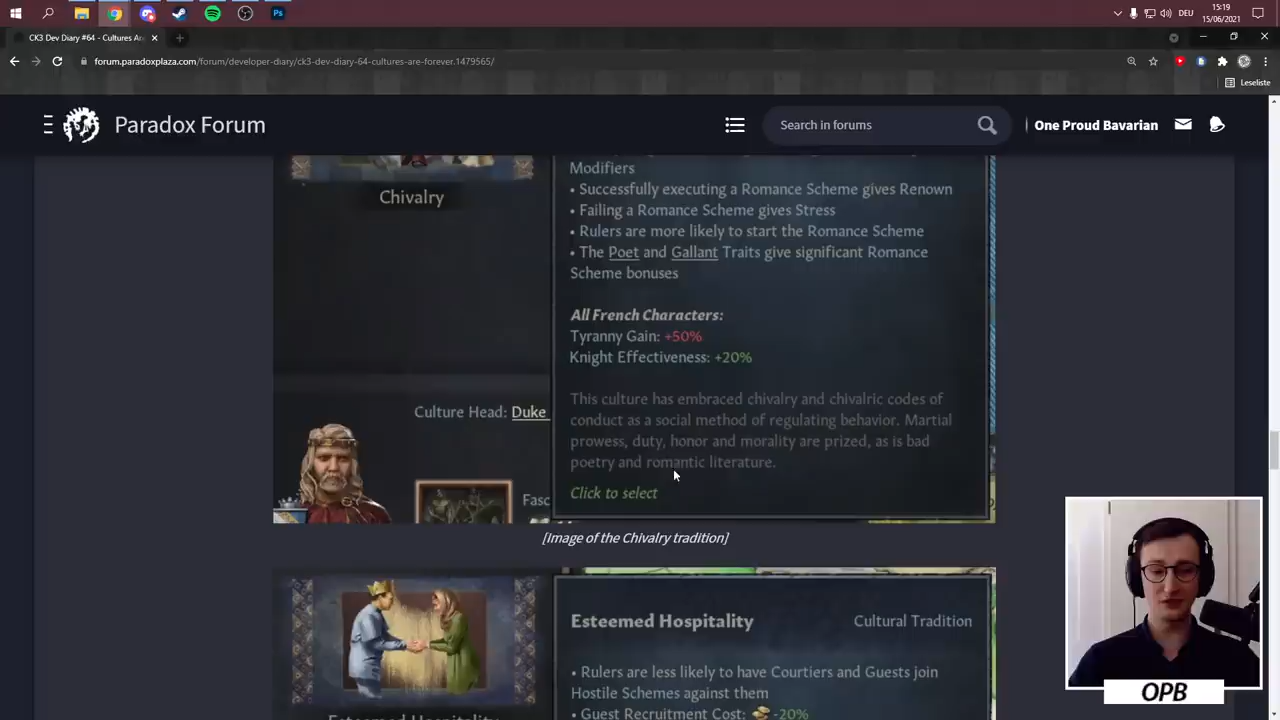 15:19
DEU
15/06/2021
Ps
CK3 Dev Diary #64 - Cultures Are
forum.paradoxplaza.com/forum/developer-diary/ck3-dev-diary-64-cultures-are-forever.1479565/
Leseliste
Paradox Forum
Search in forums
One Proud Bavarian
Chivalry
Modifiers
• Successfully executing a Romance Scheme gives Renown
• Failing a Romance Scheme gives Stress
• Rulers are more likely to start the Romance Scheme
• The Poet and Gallant Traits give significant Romance
Scheme bonuses
All French Characters:
Tyranny Gain: +50%
Knight Effectiveness: +20%
This culture has embraced chivalry and chivalric codes of
conduct as a social method of regulating behavior. Martial
prowess, duty, honor and morality are prized, as is bad
poetry and romantic literature.
Click to select
Culture Head: Duke
Fasc
[Image of the Chivalry tradition]
Esteemed Hospitality
Cultural Tradition
• Rulers are less likely to have Courtiers and Guests join
Hostile Schemes against them
• Guest Recruitment Cost: -20%
Esteemed Hospitality
OPB